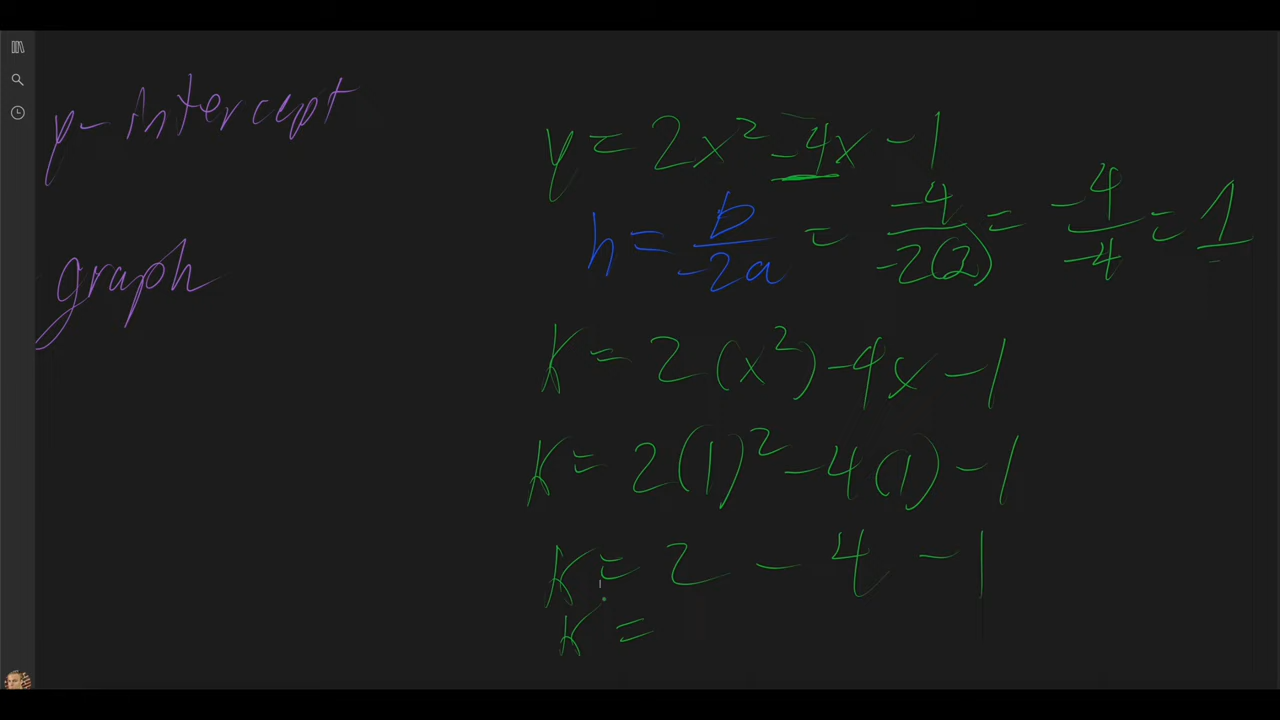 y-intercept
graph
y = 2x² - 4x - 1
h = b/-2a = -4/-2(2) = -4/-4 = 1
K = 2(x²) - 4x - 1
K = 2(1)² - 4(1) - 1
K = 2 - 4 - 1
K =